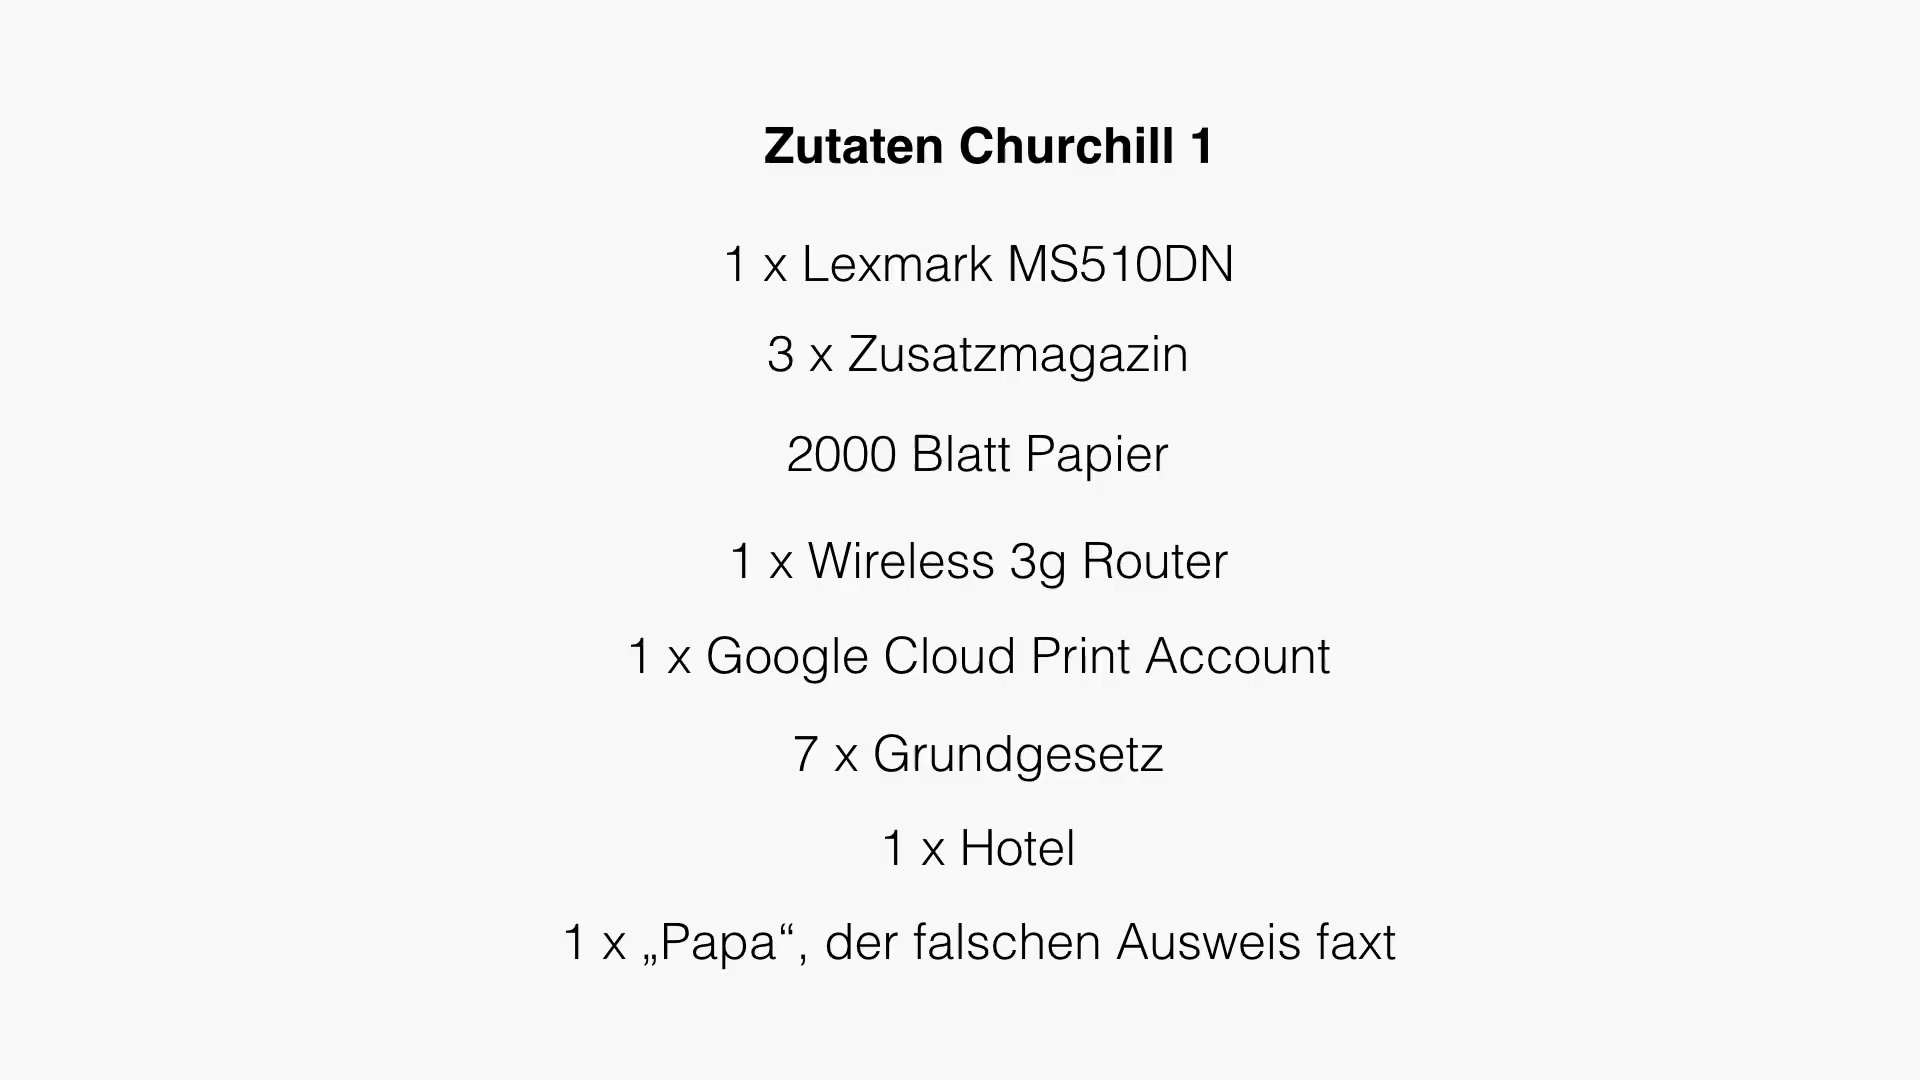 Zutaten Churchill 1
1 x Lexmark MS510DN
3 x Zusatzmagazin
2000 Blatt Papier
1 x Wireless 3g Router
1 x Google Cloud Print Account
7 x Grundgesetz
1 x Hotel
1 x „Papa“, der falschen Ausweis faxt